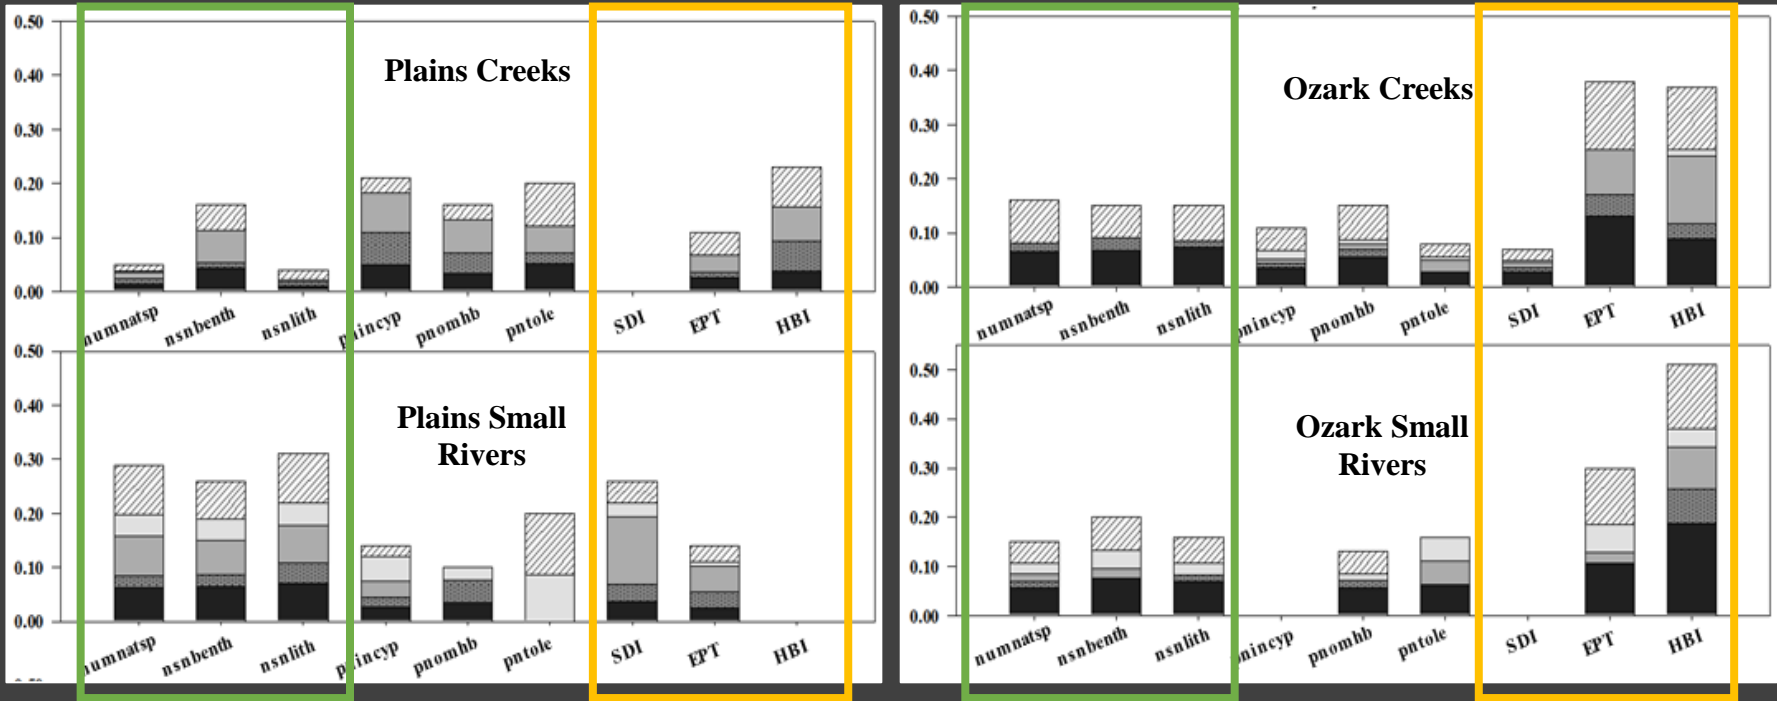 0.50
0.40
0.30
0.20
0.10
0.00
Plains Creeks
numnatsp
nsnbenth
nsnlith
pnincyp
pnomhb
pntole
SDI
EPT
HBI
0.50
0.40
0.30
0.20
0.10
0.00
Ozark Creeks
numnatsp
nsnbenth
nsnlith
pnincyp
pnomhb
pntole
SDI
EPT
HBI
0.50
0.40
0.30
0.20
0.10
0.00
Plains Small
Rivers
numnatsp
nsnbenth
nsnlith
pnincyp
pnomhb
pntole
SDI
EPT
HBI
0.50
0.40
0.30
0.20
0.10
0.00
Ozark Small
Rivers
numnatsp
nsnbenth
nsnlith
pnincyp
pnomhb
pntole
SDI
EPT
HBI